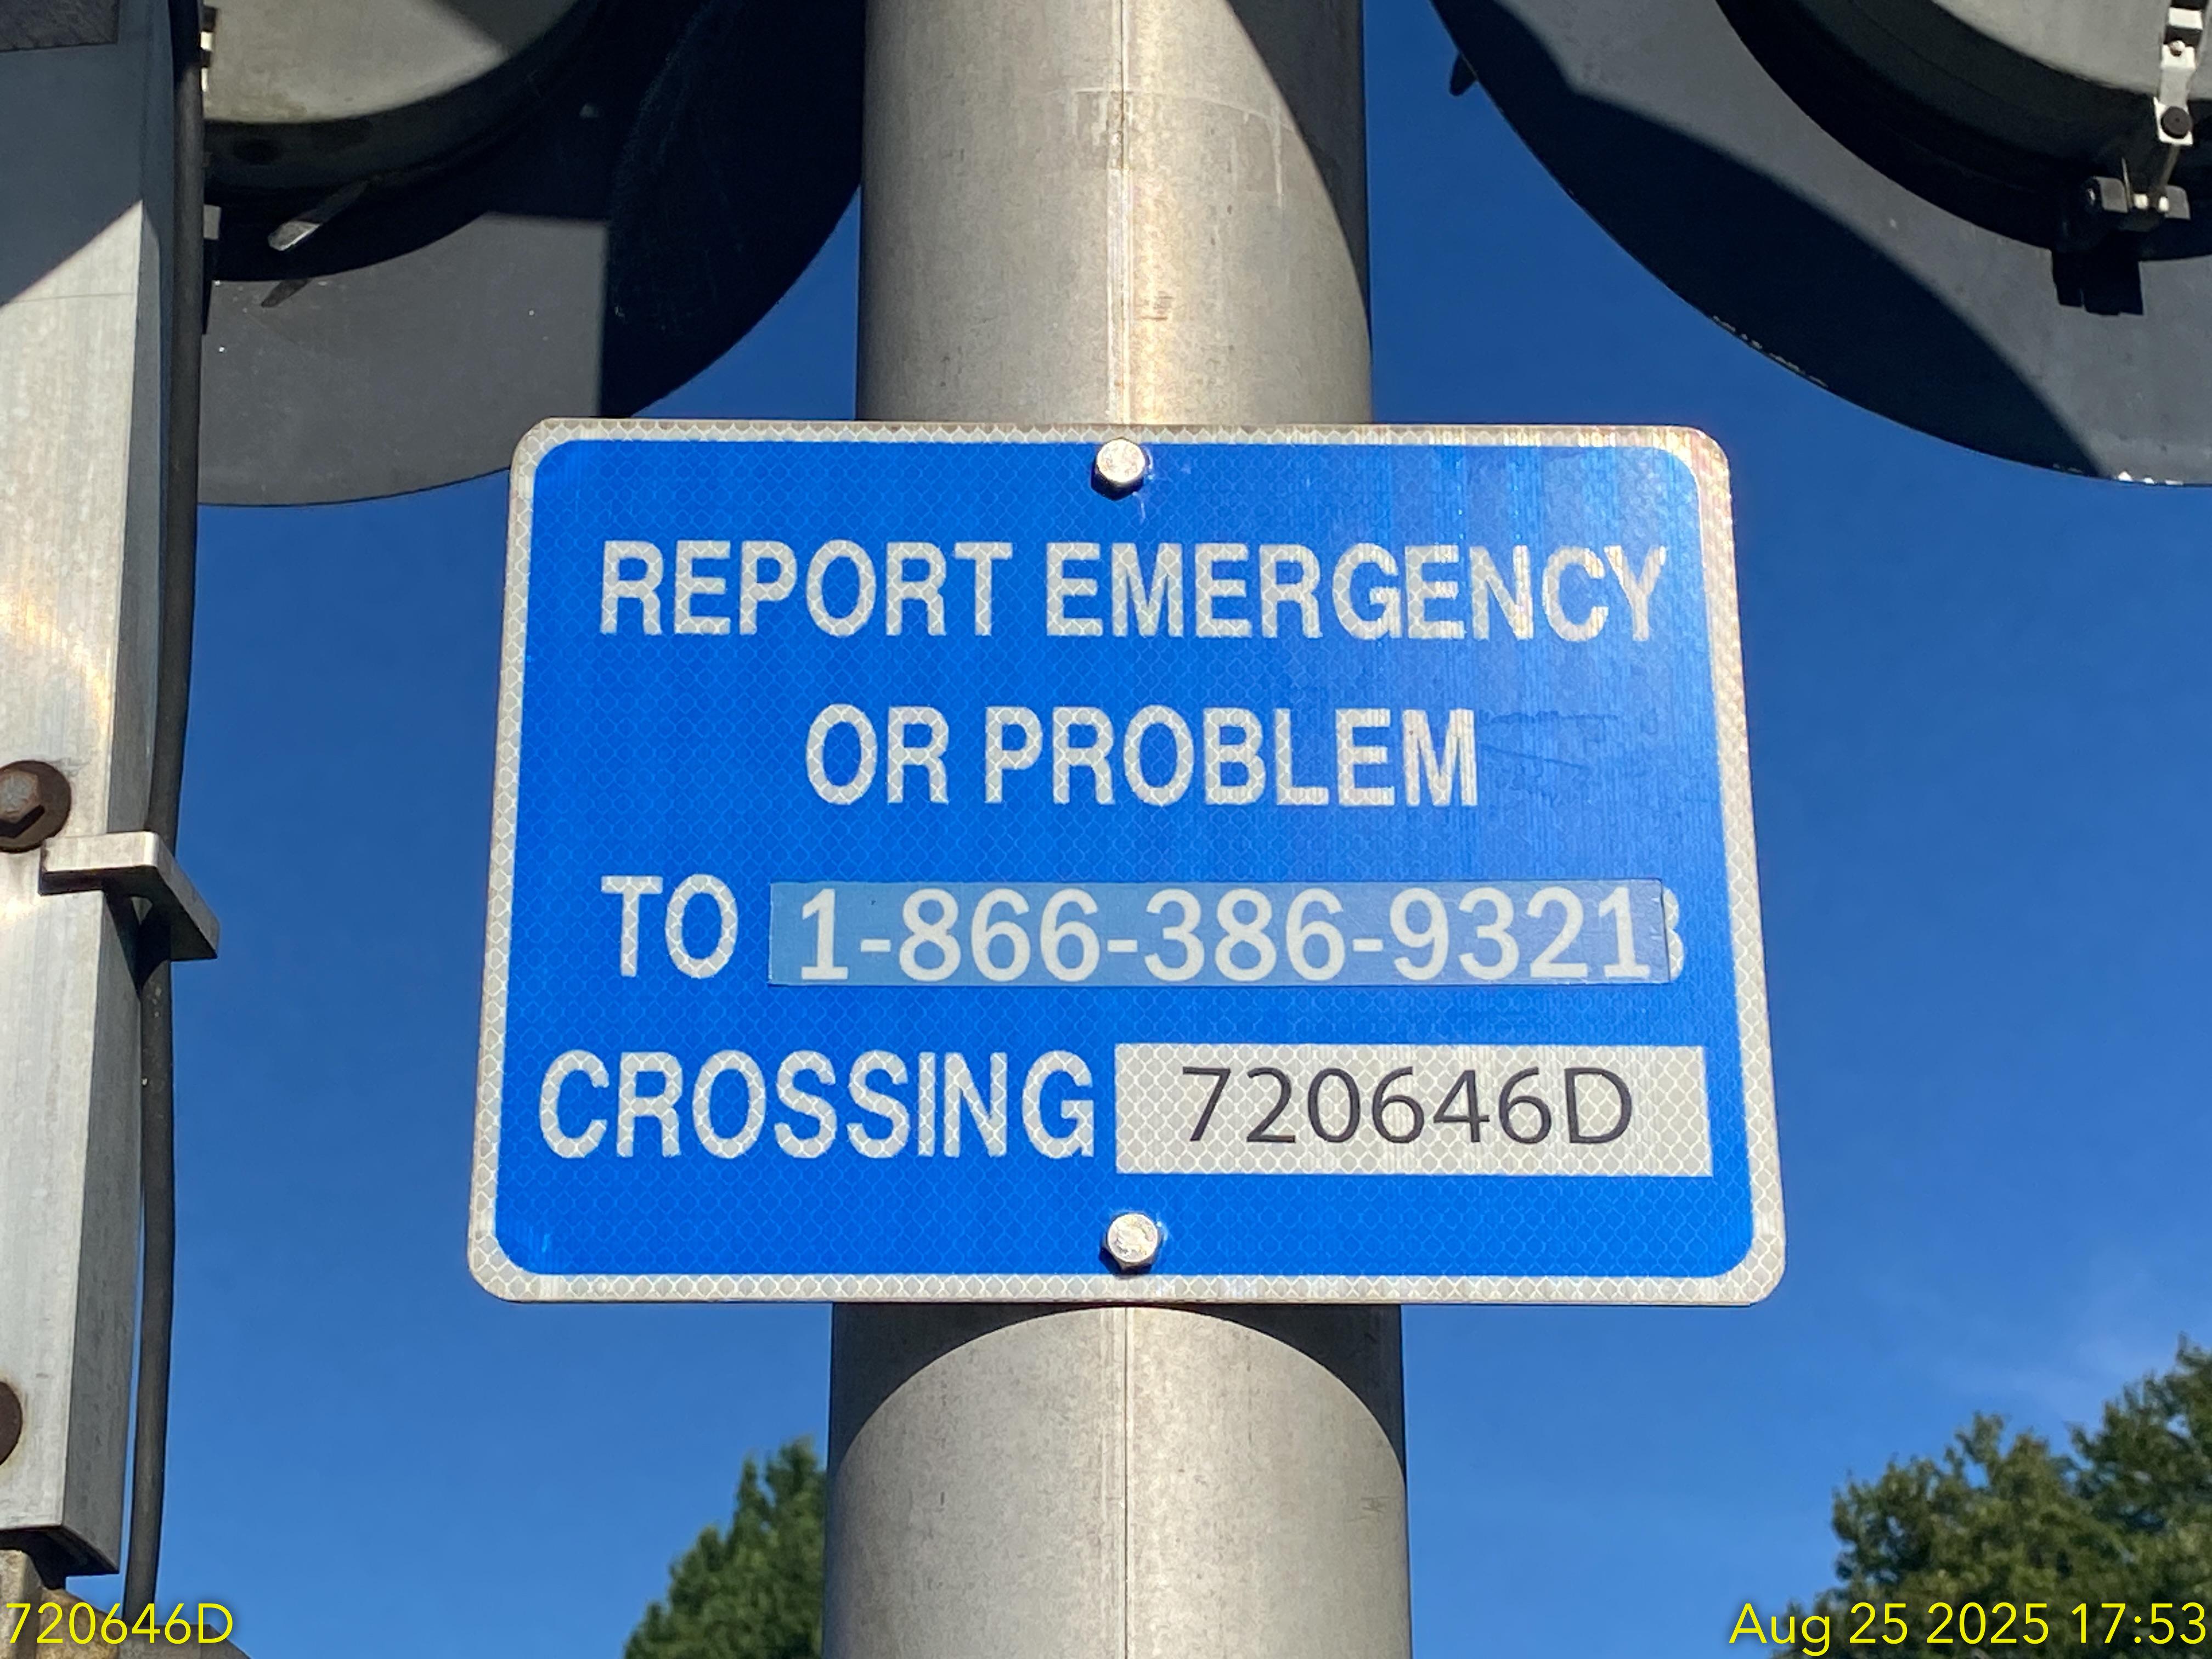 REPORT EMERGENCY
OR PROBLEM
TO 1-866-386-9321
CROSSING 720646D
720646D
Aug 25 2025 17:53